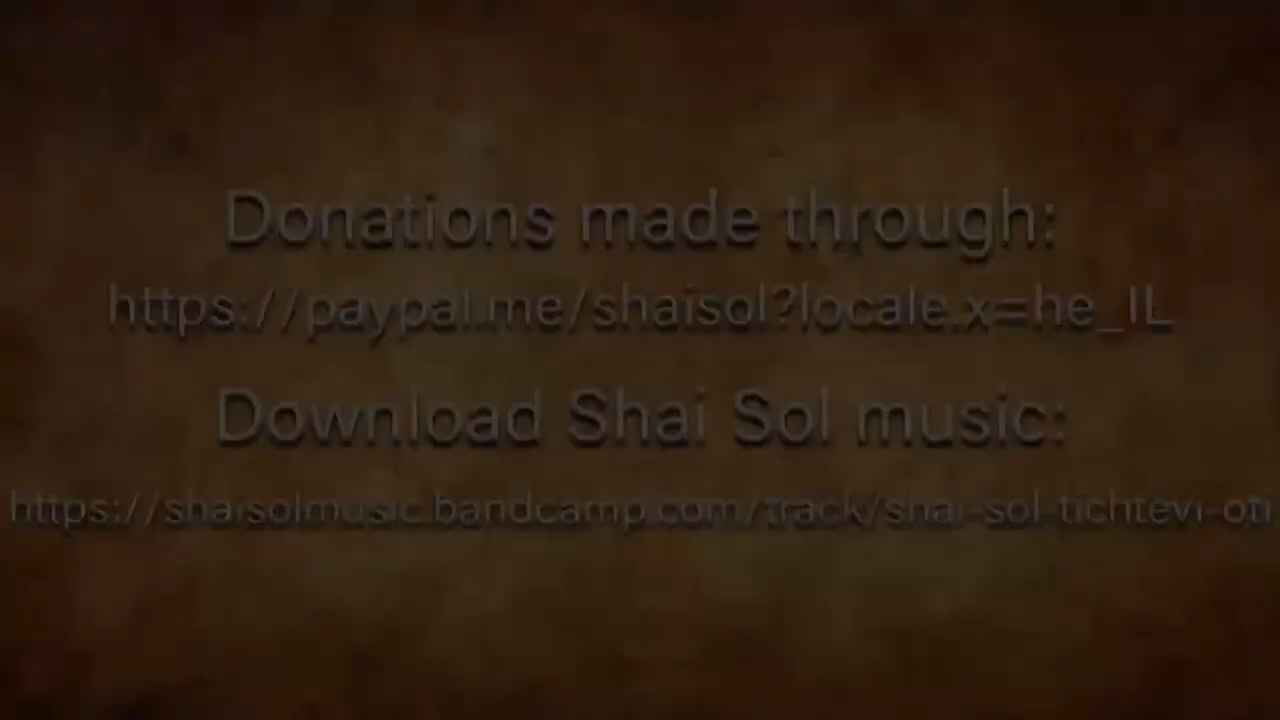 Donations made through:
https://paypal.me/shaisol?locale.x=he_IL
Download Shai Sol music:
https://shaisolmusic.bandcamp.com/track/shai-sol-tichtevi-oti